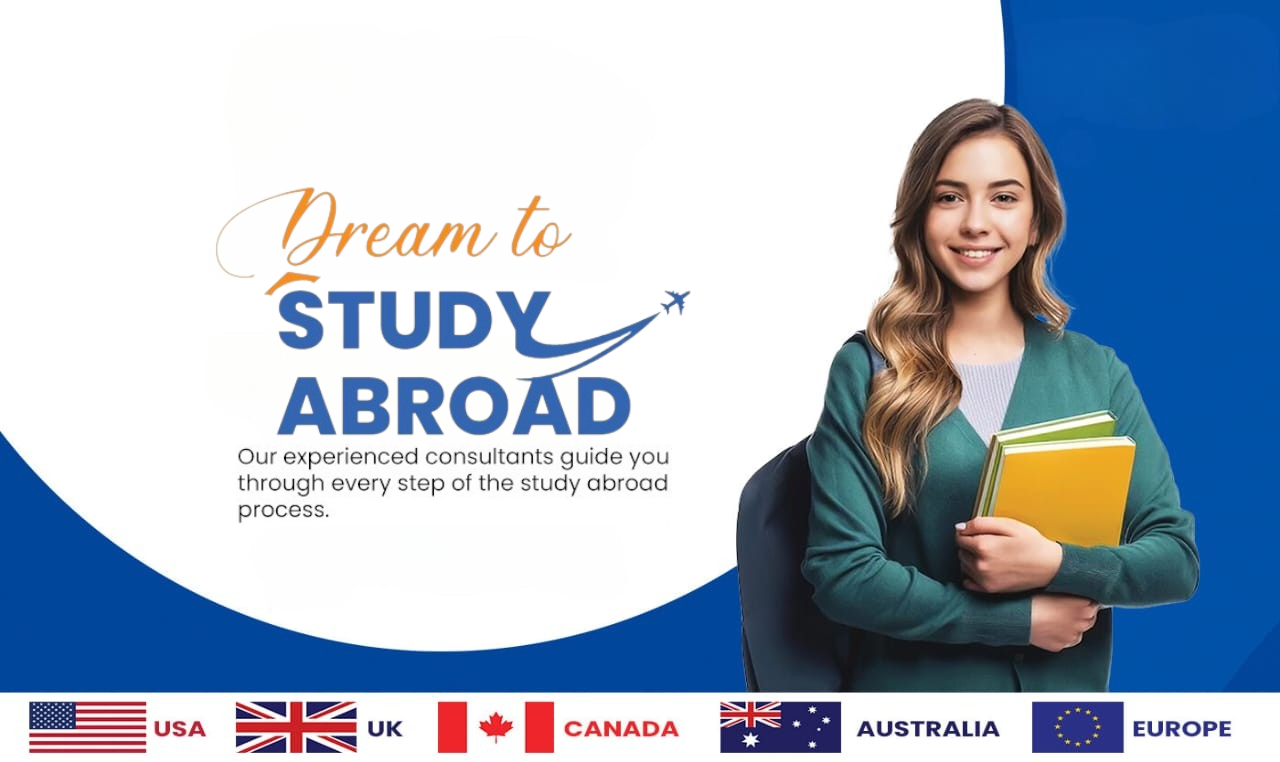 Dream to
STUDY
ABROAD
Our experienced consultants guide you
through every step of the study abroad
process.
USA UK CANADA AUSTRALIA EUROPE